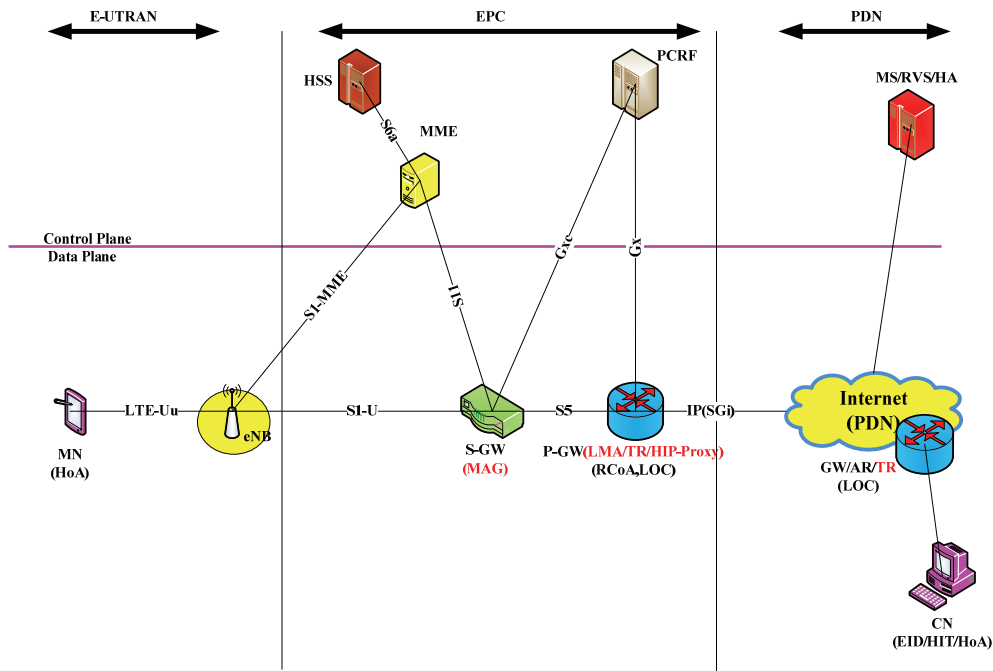 E-UTRAN
EPC
PDN
HSS
PCRF
MS/RVS/HA
S6a
MME
Control Plane
Data Plane
Gxc
Gx
S1-MME
S11
LTE-Uu
eNB
S1-U
S5
IP(SGi)
Internet
(PDN)
MN
(HoA)
S-GW
(MAG)
P-GW(LMA/TR/HIP-Proxy)
(RCoA,LOC)
GW/AR/TR
(LOC)
CN
(EID/HIT/HoA)